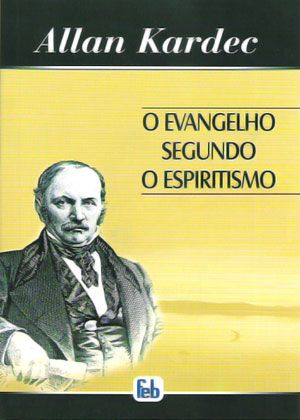 Allan Kardec
O EVANGELHO
SEGUNDO
O ESPIRITISMO
feb